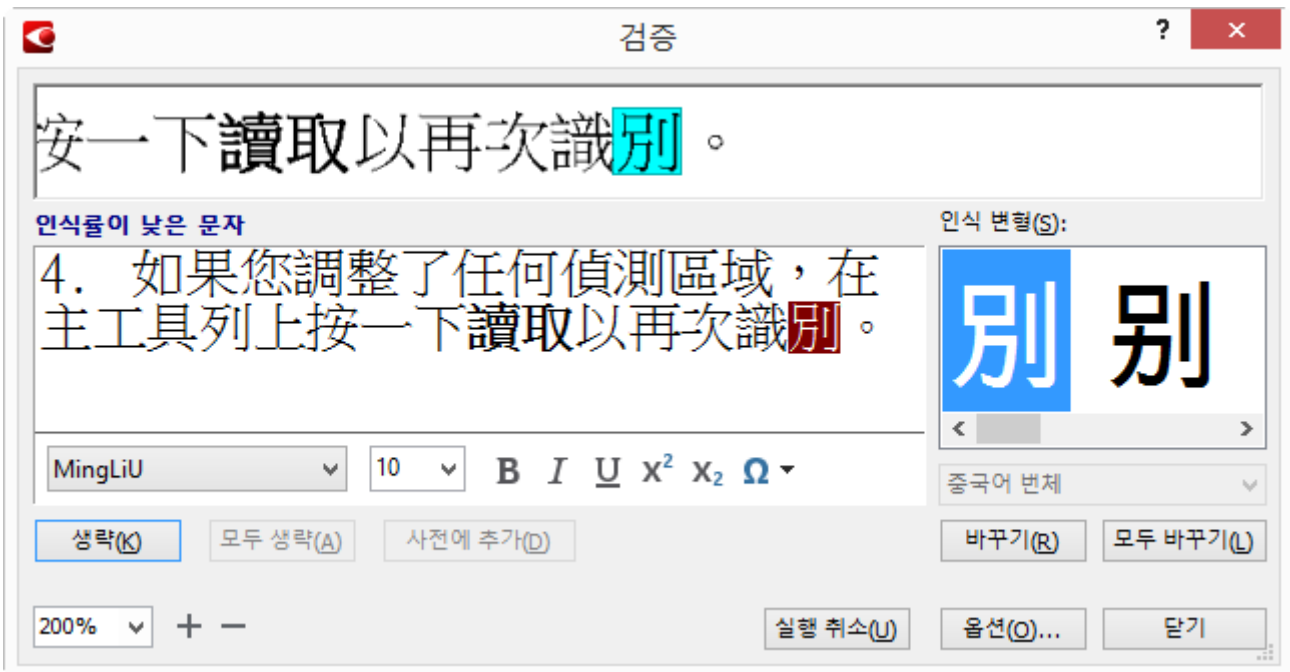 검증
?
×
按一下讀取以再次識別。
인식률이 낮은 문자
인식 변형(S):
4. 如果您調整了任何偵測區域，在
主工具列上按一下讀取以再次識別。
別 别
MingLiU 10 B I U X² X₂ Ω
중국어 번체
생략(K) 모두 생략(A) 사전에 추가(D) 바꾸기(R) 모두 바꾸기(L)
200% + − 실행 취소(U) 옵션(O)... 닫기